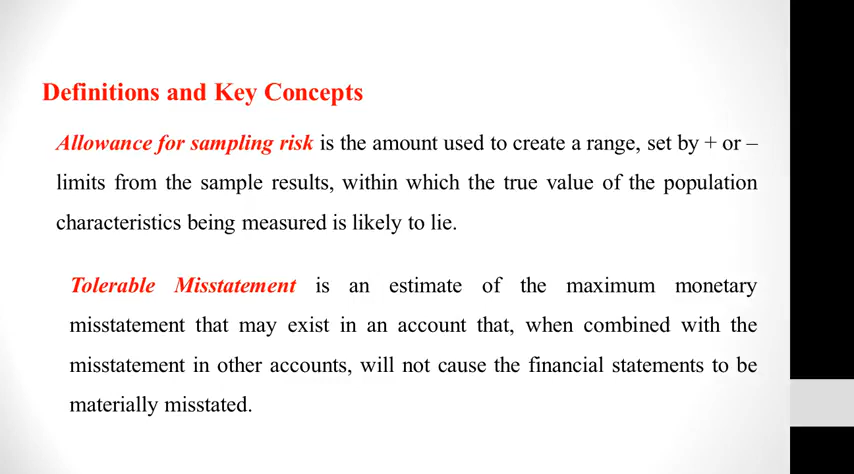 Definitions and Key Concepts
Allowance for sampling risk is the amount used to create a range, set by + or –
limits from the sample results, within which the true value of the population
characteristics being measured is likely to lie.
Tolerable Misstatement is an estimate of the maximum monetary
misstatement that may exist in an account that, when combined with the
misstatement in other accounts, will not cause the financial statements to be
materially misstated.